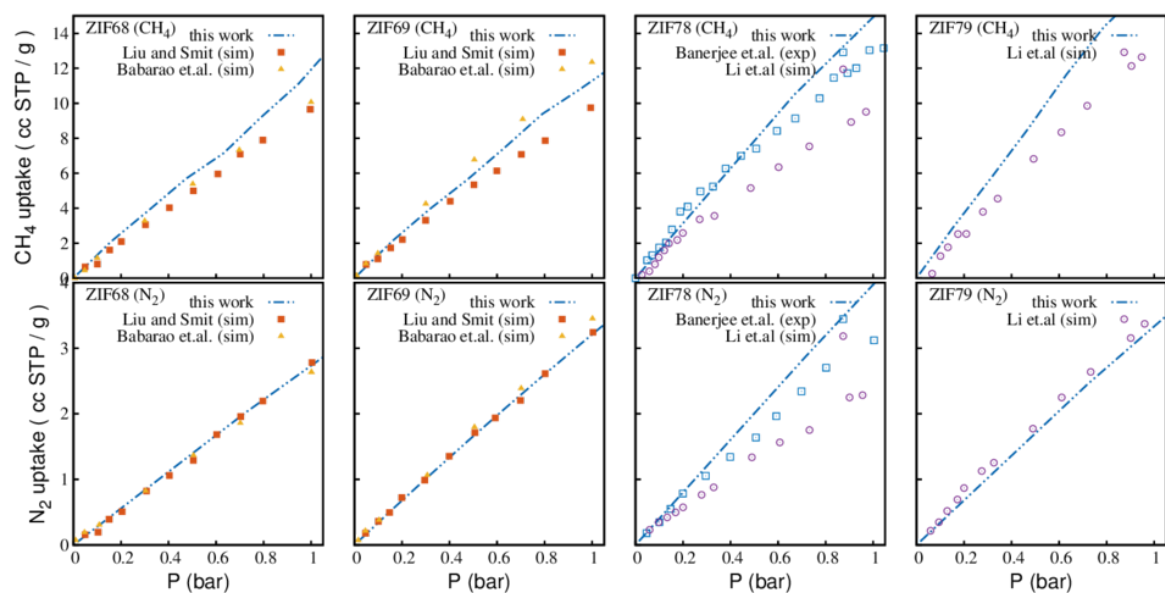 CH4 uptake ( cc STP / g )
14
12
10
8
6
4
2
0
ZIF68 (CH4)
this work
Liu and Smit (sim)
Babarao et.al. (sim)
ZIF69 (CH4)
this work
Liu and Smit (sim)
Babarao et.al. (sim)
ZIF78 (CH4)
this work
Banerjee et.al. (exp)
Li et.al (sim)
ZIF79 (CH4)
this work
Li et.al (sim)
N2 uptake ( cc STP / g )
4
3
2
1
0
ZIF68 (N2)
this work
Liu and Smit (sim)
Babarao et.al. (sim)
ZIF69 (N2)
this work
Liu and Smit (sim)
Babarao et.al. (sim)
ZIF78 (N2)
this work
Banerjee et.al. (exp)
Li et.al (sim)
ZIF79 (N2)
this work
Li et.al (sim)
0 0.2 0.4 0.6 0.8 1
0 0.2 0.4 0.6 0.8 1
0 0.2 0.4 0.6 0.8 1
0 0.2 0.4 0.6 0.8 1
P (bar)
P (bar)
P (bar)
P (bar)